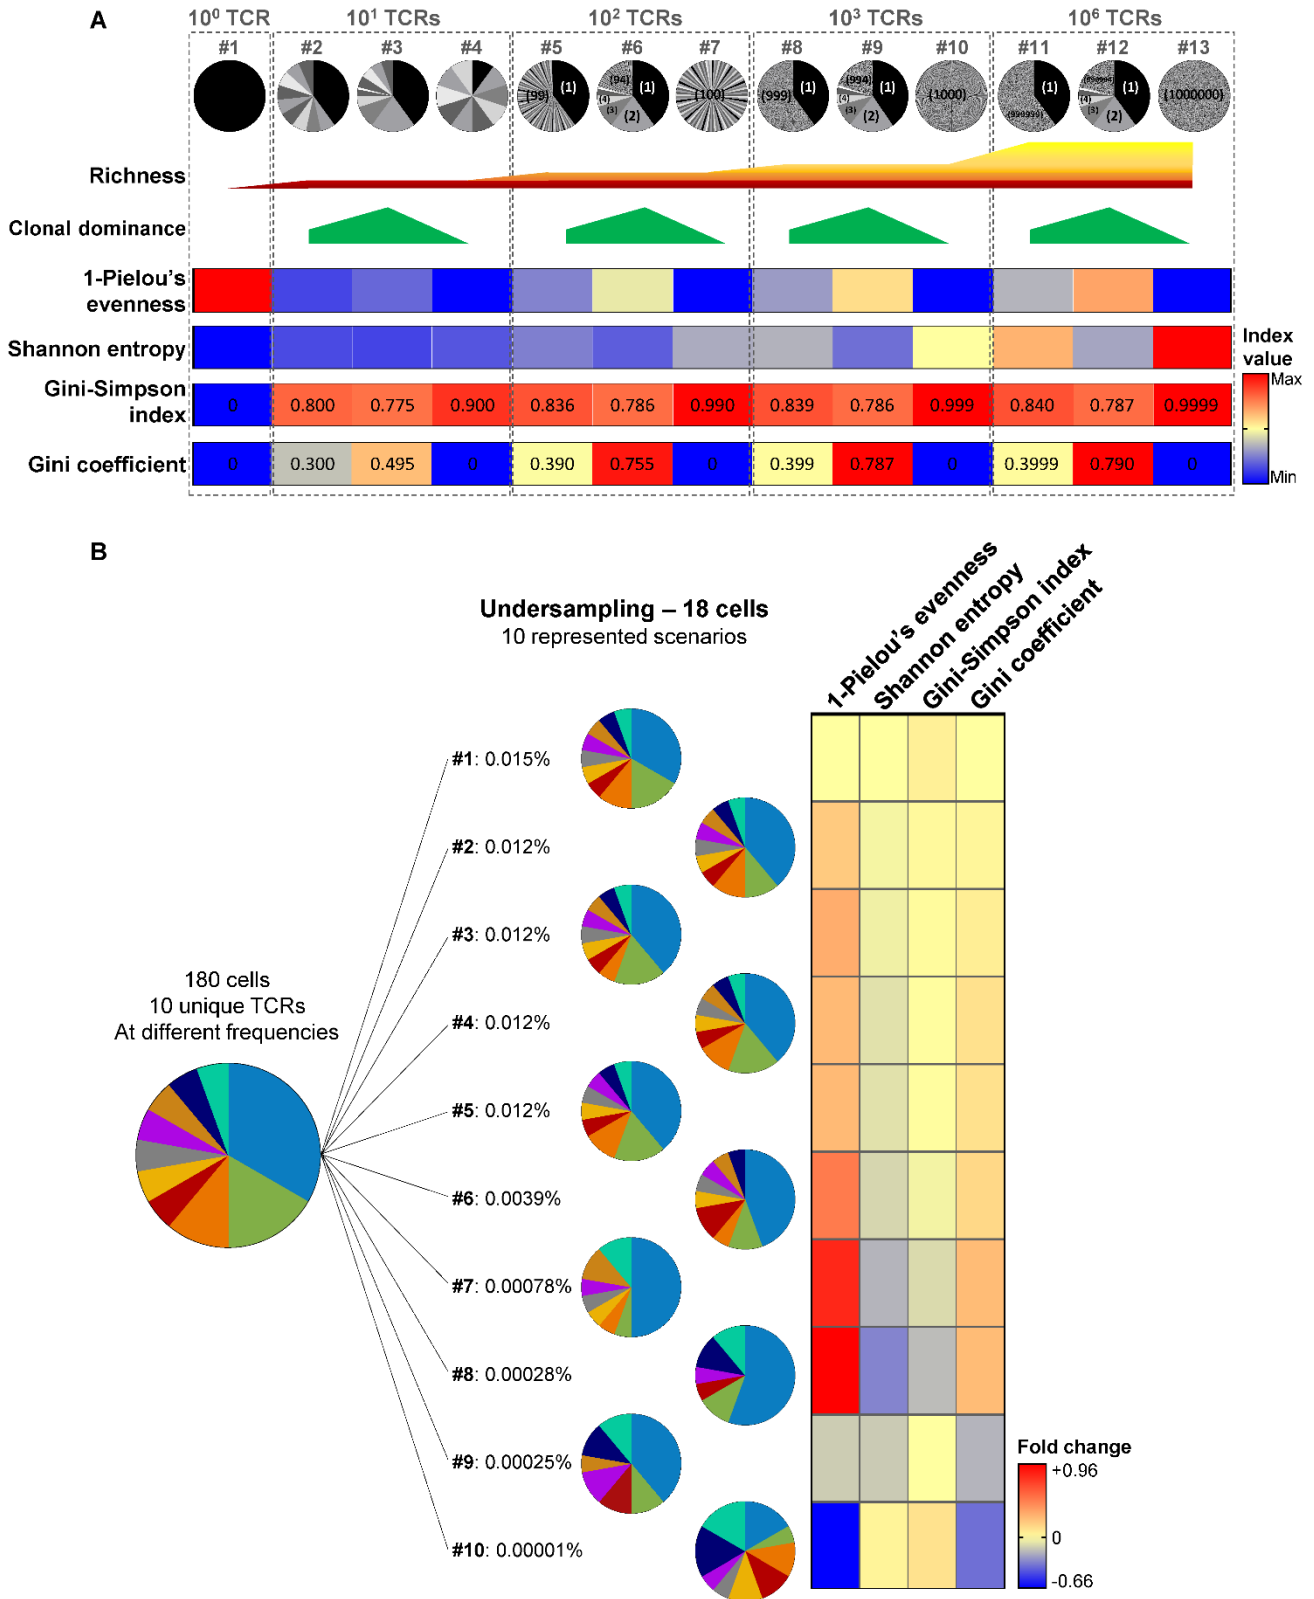 A
10⁰ TCR 10¹ TCRs 10² TCRs 10³ TCRs 10⁶ TCRs
#1 #2 #3 #4 #5 #6 #7 #8 #9 #10 #11 #12 #13
(99) (1) (94) (1) (4) (3) (2) (100) (999) (1) (994) (1) (4) (3) (2) (1000) (999999) (1) (999994) (1) (4) (3) (2) (1000000)
Richness
Clonal dominance
1-Pielou's
evenness
Shannon entropy
Gini-Simpson
index
0 0.800 0.775 0.900 0.836 0.786 0.990 0.839 0.786 0.999 0.840 0.787 0.9999
Gini coefficient
0 0.300 0.495 0 0.390 0.755 0 0.399 0.787 0 0.3999 0.790 0
Index
value
Max
Min
B
Undersampling – 18 cells
10 represented scenarios
1-Pielou's evenness
Shannon entropy
Gini-Simpson index
Gini coefficient
180 cells
10 unique TCRs
At different frequencies
#1: 0.015%
#2: 0.012%
#3: 0.012%
#4: 0.012%
#5: 0.012%
#6: 0.0039%
#7: 0.00078%
#8: 0.00028%
#9: 0.00025%
#10: 0.00001%
Fold change
+0.96
0
-0.66